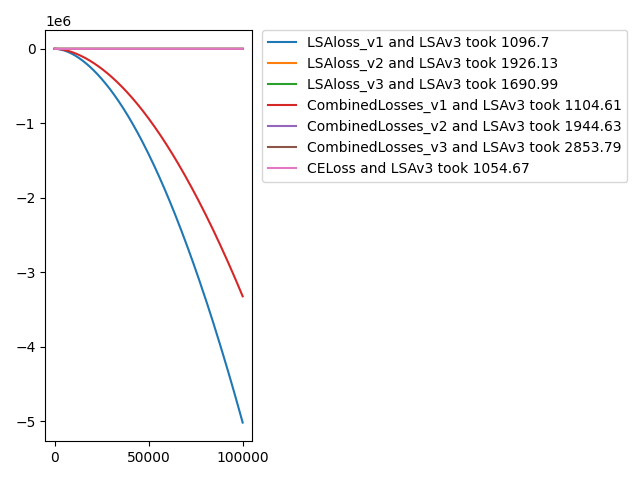 1e6
0
−1
−2
−3
−4
−5
0 50000 100000
LSAloss_v1 and LSAv3 took 1096.7
LSAloss_v2 and LSAv3 took 1926.13
LSAloss_v3 and LSAv3 took 1690.99
CombinedLosses_v1 and LSAv3 took 1104.61
CombinedLosses_v2 and LSAv3 took 1944.63
CombinedLosses_v3 and LSAv3 took 2853.79
CELoss and LSAv3 took 1054.67